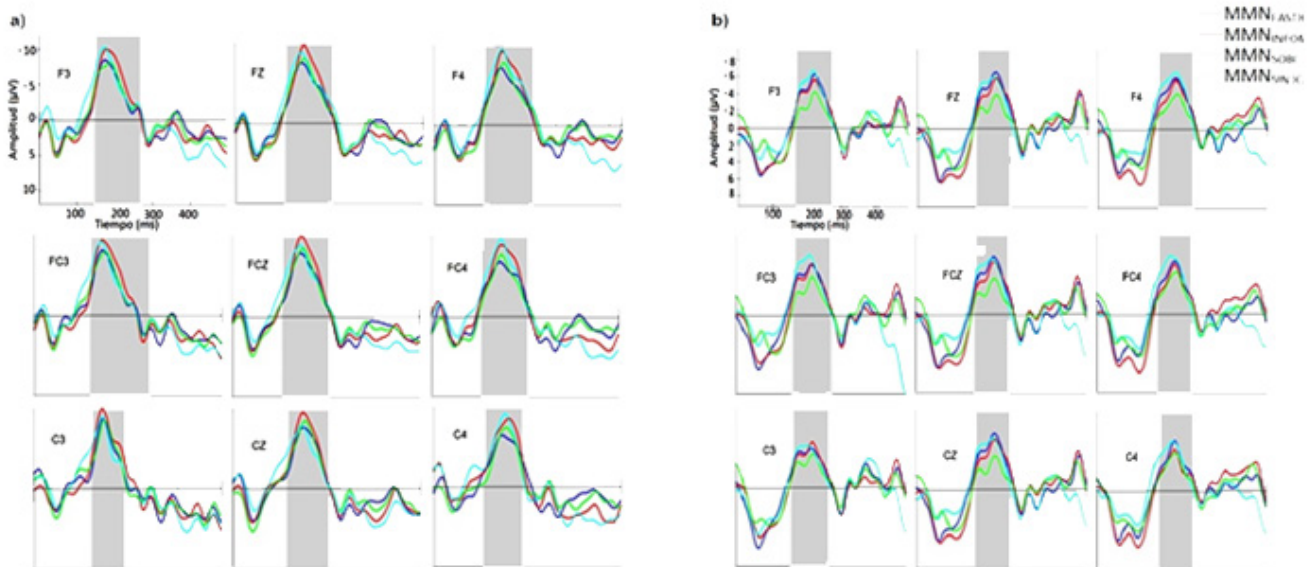 a)
Amplitud (µV)
- 10
-5
0
5
10
F3
FZ
F4
100
200
300
400
Tiempo (ms)
FC3
FCZ
FC4
C3
CZ
C4
b)
MMN
MMN
MMN
MMN
Amplitud (µV)
- 8
-6
-4
-2
0
2
4
6
8
F3
FZ
F4
100
200
300
400
Tiempo (ms)
FC3
FCZ
FC4
C3
CZ
C4